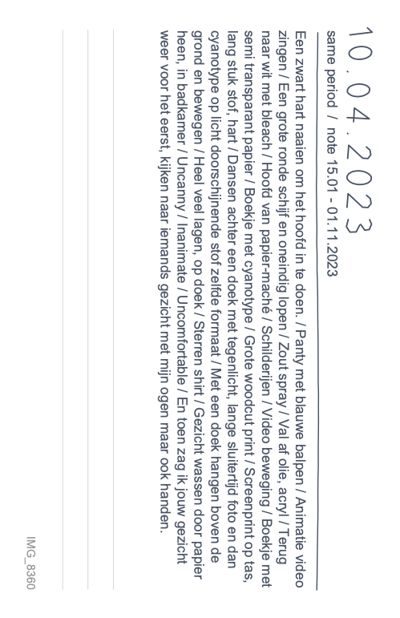 10.04.2023
same period / note 15.01 - 01.11.2023
Een zwart hart naaien om het hoofd in te doen. / Panty met blauwe balpen / Animatie video
zingen / Een grote ronde schijf en oneindig lopen / Zout spray / Val af olie, acryl / Terug
naar wit met bleach / Hoofd van papier-maché / Schilderijen / Video beweging / Boekje met
semi transparant papier / Boekje met cyanotype / Grote woodcut print / Screenprint op tas,
lang stuk stof, hart / Dansen achter een doek met tegenlicht, lange sluitertijd foto en dan
cyanotype op licht doorschijnende stof zelfde formaat / Met een doek hangen boven de
grond en bewegen / Heel veel lagen, op doek / Sterren shirt / Gezicht wassen door papier
heen, in badkamer / Uncanny / Inanimate / Uncomfortable / En toen zag ik jouw gezicht
weer voor het eerst, kijken naar iemands gezicht met mijn ogen maar ook handen.
IMG_8360